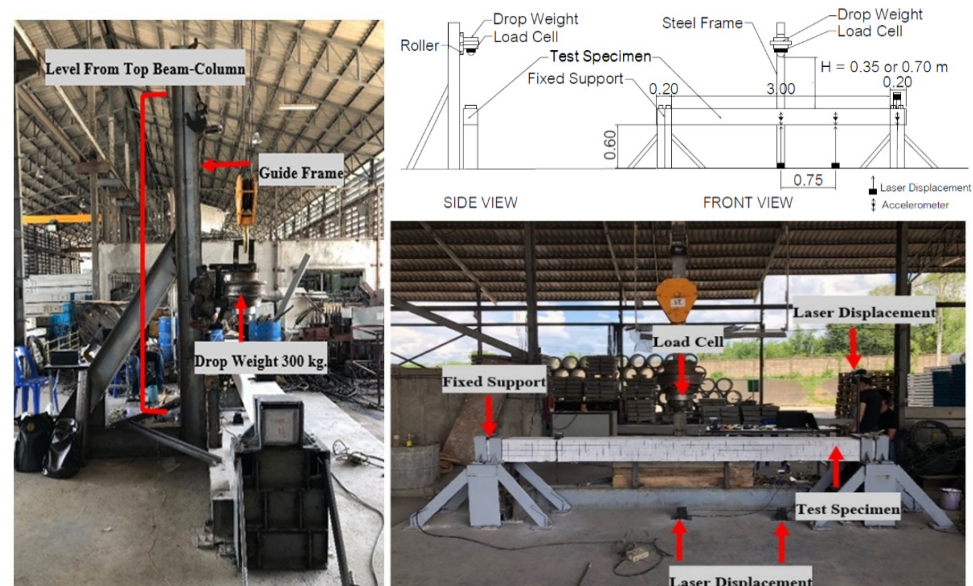 Level From Top Beam-Column
Guide Frame
Drop Weight 300 kg.
Drop Weight
Load Cell
Roller
Test Specimen
Fixed Support
Steel Frame
Drop Weight
Load Cell
H = 0.35 or 0.70 m
0.20
3.00
0.20
0.60
0.75
Laser Displacement
Accelerometer
SIDE VIEW
FRONT VIEW
Laser Displacement
Load Cell
Fixed Support
Test Specimen
Laser Displacement